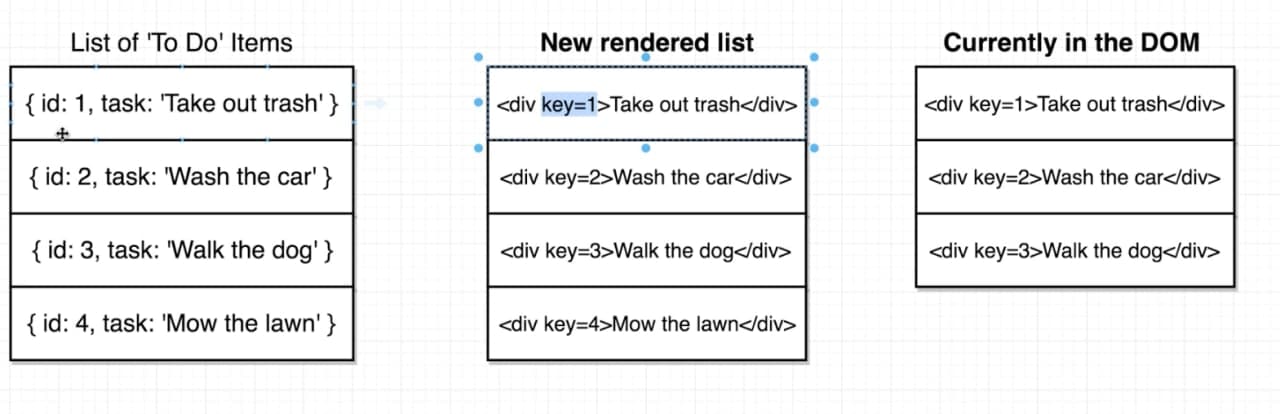 List of 'To Do' Items
{ id: 1, task: 'Take out trash' }
{ id: 2, task: 'Wash the car' }
{ id: 3, task: 'Walk the dog' }
{ id: 4, task: 'Mow the lawn' }
New rendered list
<div key=1>Take out trash</div>
<div key=2>Wash the car</div>
<div key=3>Walk the dog</div>
<div key=4>Mow the lawn</div>
Currently in the DOM
<div key=1>Take out trash</div>
<div key=2>Wash the car</div>
<div key=3>Walk the dog</div>